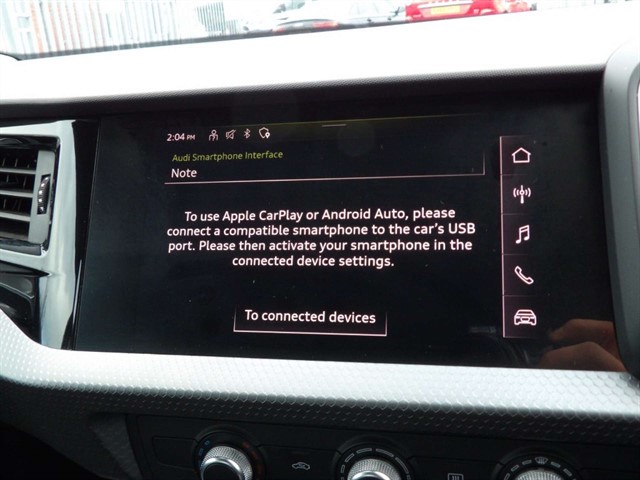 2:04 PM
Audi Smartphone Interface
Note
To use Apple CarPlay or Android Auto, please
connect a compatible smartphone to the car's USB
port. Please then activate your smartphone in the
connected device settings.
To connected devices